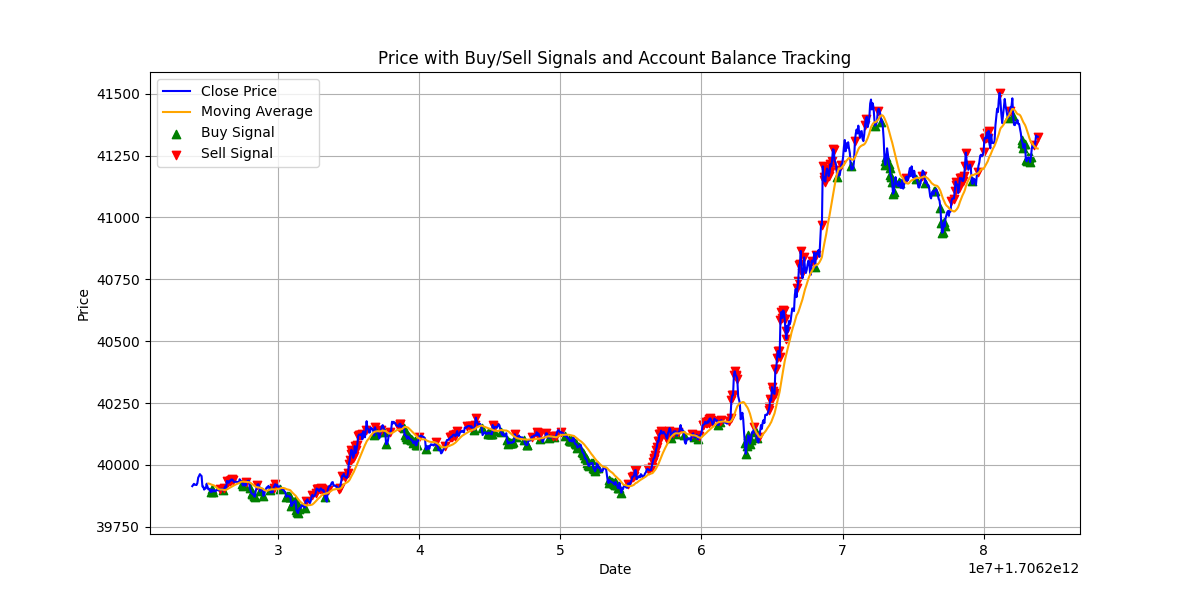 Price with Buy/Sell Signals and Account Balance Tracking
Close Price
Moving Average
Buy Signal
Sell Signal
41500
41250
41000
40750
40500
40250
40000
39750
Price
3 4 5 6 7 8
Date
1e7+1.7062e12